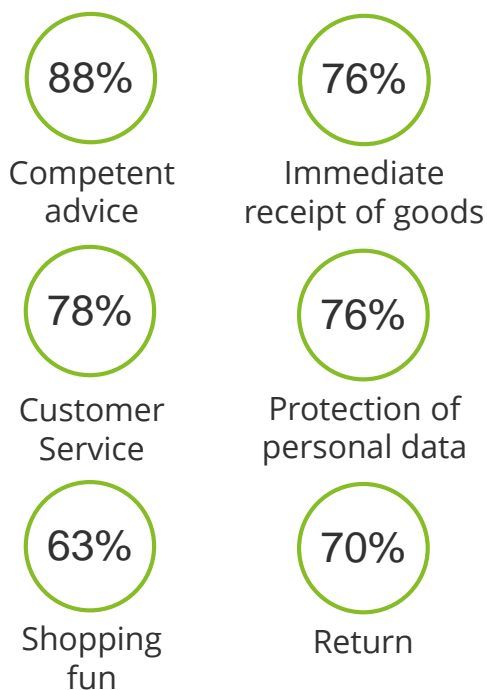 88%
Competent
advice
76%
Immediate
receipt of goods
78%
Customer
Service
76%
Protection of
personal data
63%
Shopping
fun
70%
Return